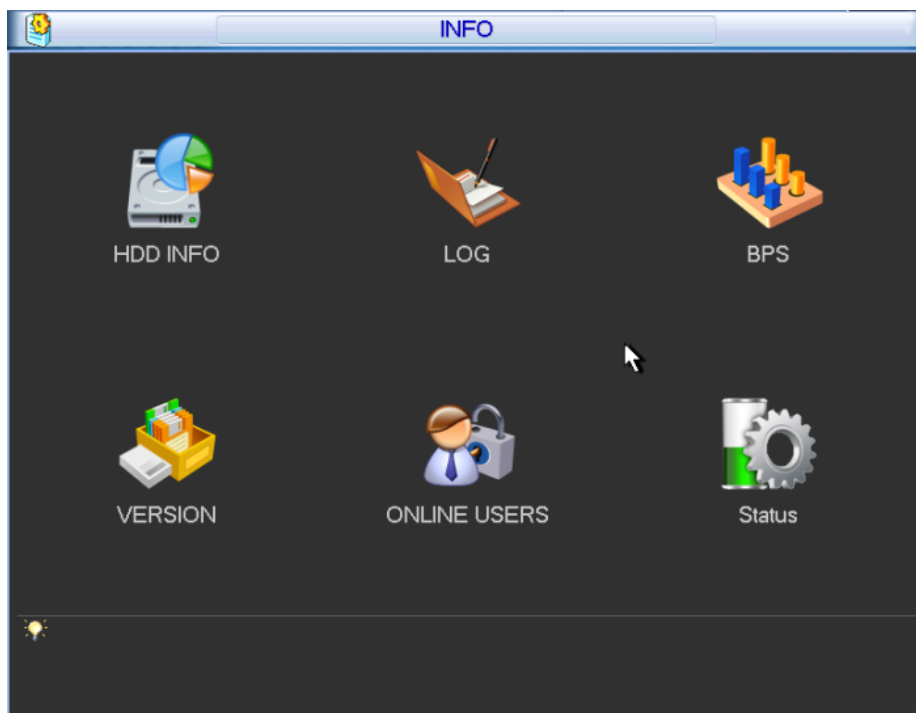 INFO
HDD INFO
LOG
BPS
VERSION
ONLINE USERS
Status